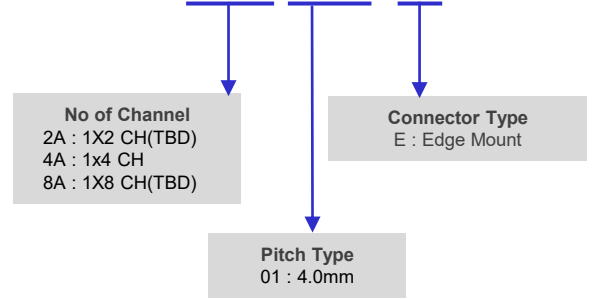 No of Channel
2A : 1X2 CH(TBD)
4A : 1x4 CH
8A : 1X8 CH(TBD)
Connector Type
E : Edge Mount
Pitch Type
01 : 4.0mm